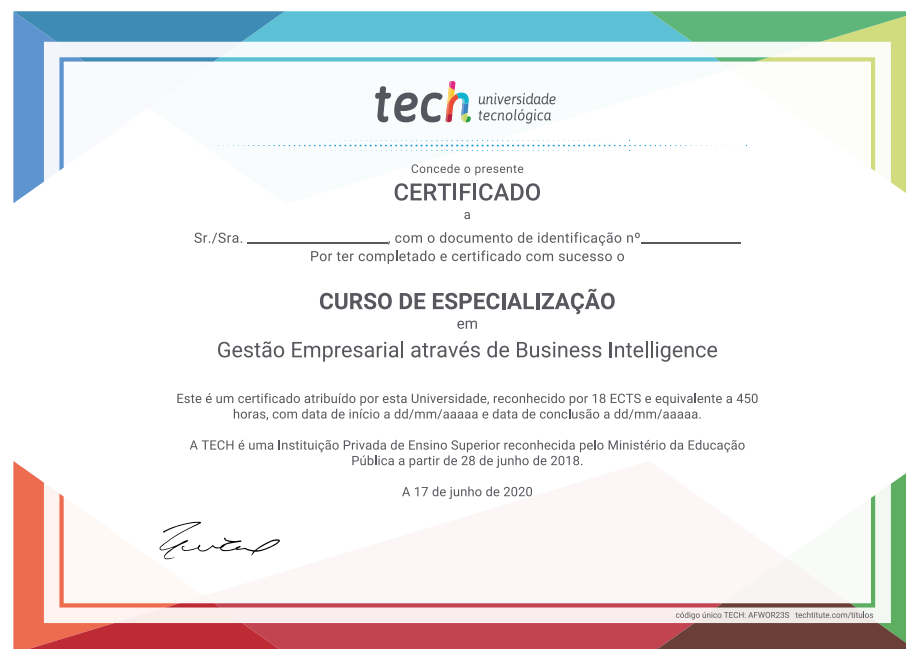 tech universidade
tecnológica
Concede o presente
CERTIFICADO
a
Sr./Sra. ________________, com o documento de identificação nº___________
Por ter completado e certificado com sucesso o
CURSO DE ESPECIALIZAÇÃO
em
Gestão Empresarial através de Business Intelligence
Este é um certificado atribuído por esta Universidade, reconhecido por 18 ECTS e equivalente a 450
horas, com data de início a dd/mm/aaaaa e data de conclusão a dd/mm/aaaaa.
A TECH é uma Instituição Privada de Ensino Superior reconhecida pelo Ministério da Educação
Pública a partir de 28 de junho de 2018.
A 17 de junho de 2020
código único TECH: AFWOR23S techtitute.com/titulos